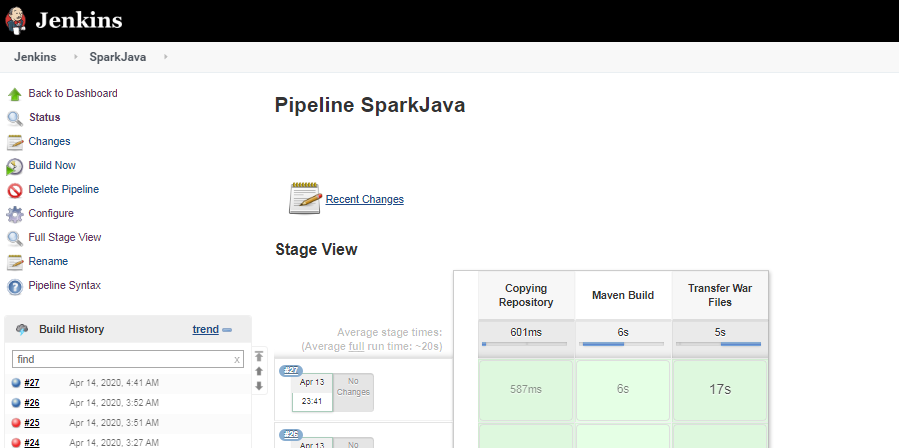 Jenkins
Jenkins SparkJava
Back to Dashboard
Status
Changes
Build Now
Delete Pipeline
Configure
Full Stage View
Rename
Pipeline Syntax
Build History trend
find x
#27 Apr 14, 2020, 4:41 AM
#26 Apr 14, 2020, 3:52 AM
#25 Apr 14, 2020, 3:51 AM
#24 Apr 14, 2020, 3:27 AM
Pipeline SparkJava
Recent Changes
Stage View
Copying
Repository
Maven Build
Transfer War
Files
Average stage times:
(Average full run time: ~20s)
601ms 6s 5s
#27
Apr 13
23:41
No
Changes
587ms 6s 17s
#26
Apr 13
No